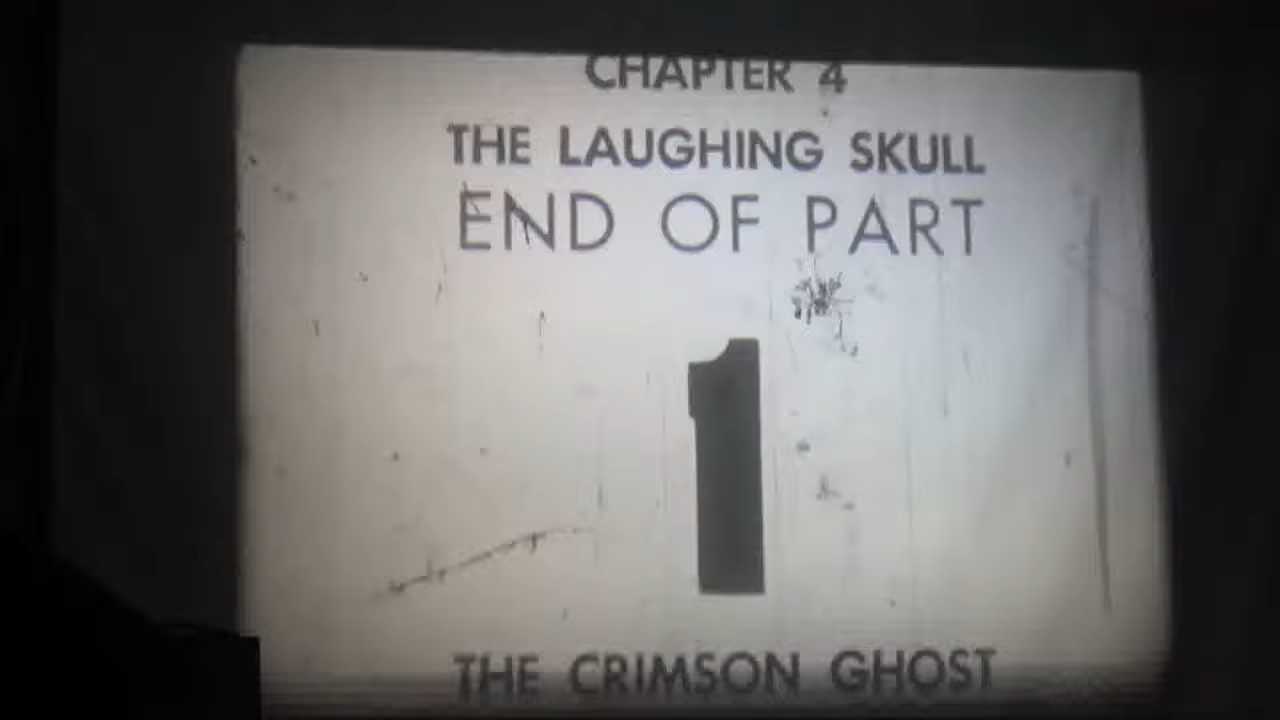 CHAPTER 4
THE LAUGHING SKULL
END OF PART
1
THE CRIMSON GHOST